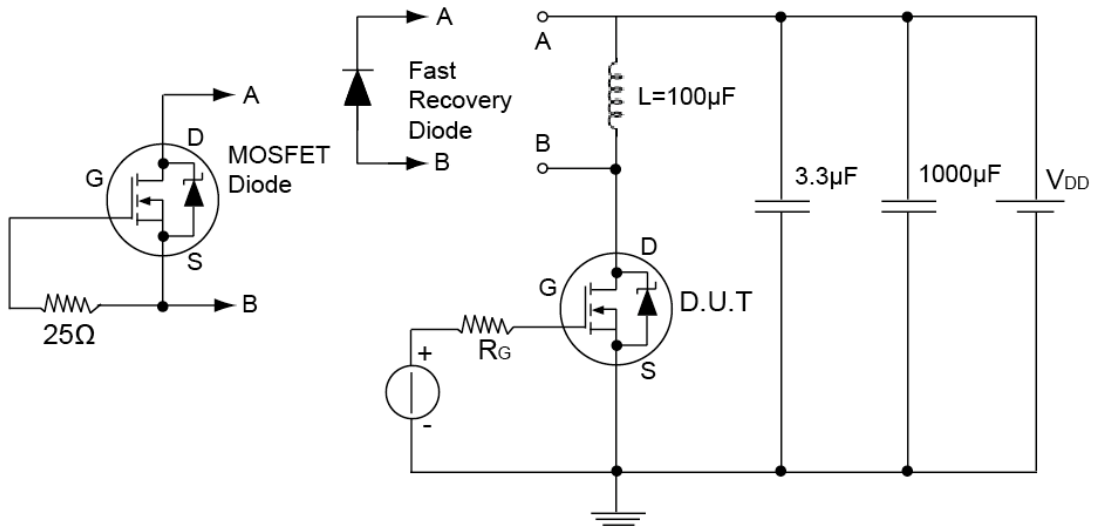 A
D
G
MOSFET
Diode
S
B
25Ω
A
Fast
Recovery
Diode
B
A
L=100µF
B
3.3µF
1000µF
VDD
D
G
D.U.T
S
RG
+
-